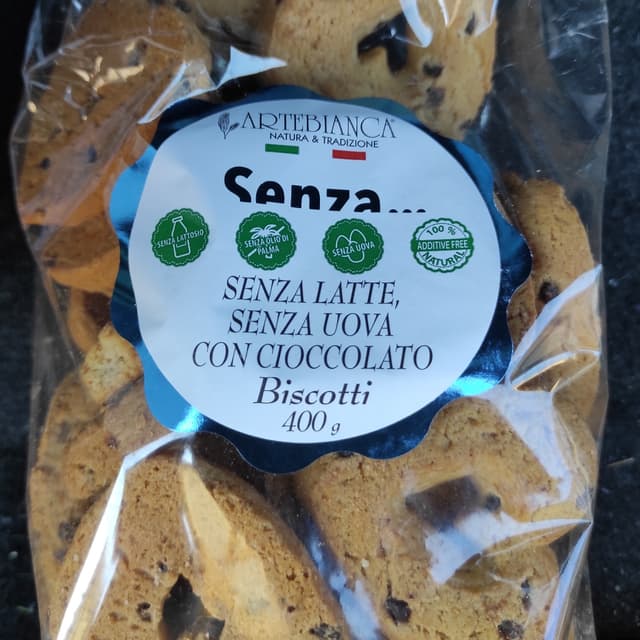 ARTEBIANCA
NATURA & TRADIZIONE
Senza...
SENZA LATTOSIO
SENZA OLIO DI
PALMA
SENZA UOVA
100 %
ADDITIVE FREE
NATURAL
SENZA LATTE,
SENZA UOVA
CON CIOCCOLATO
Biscotti
400 g